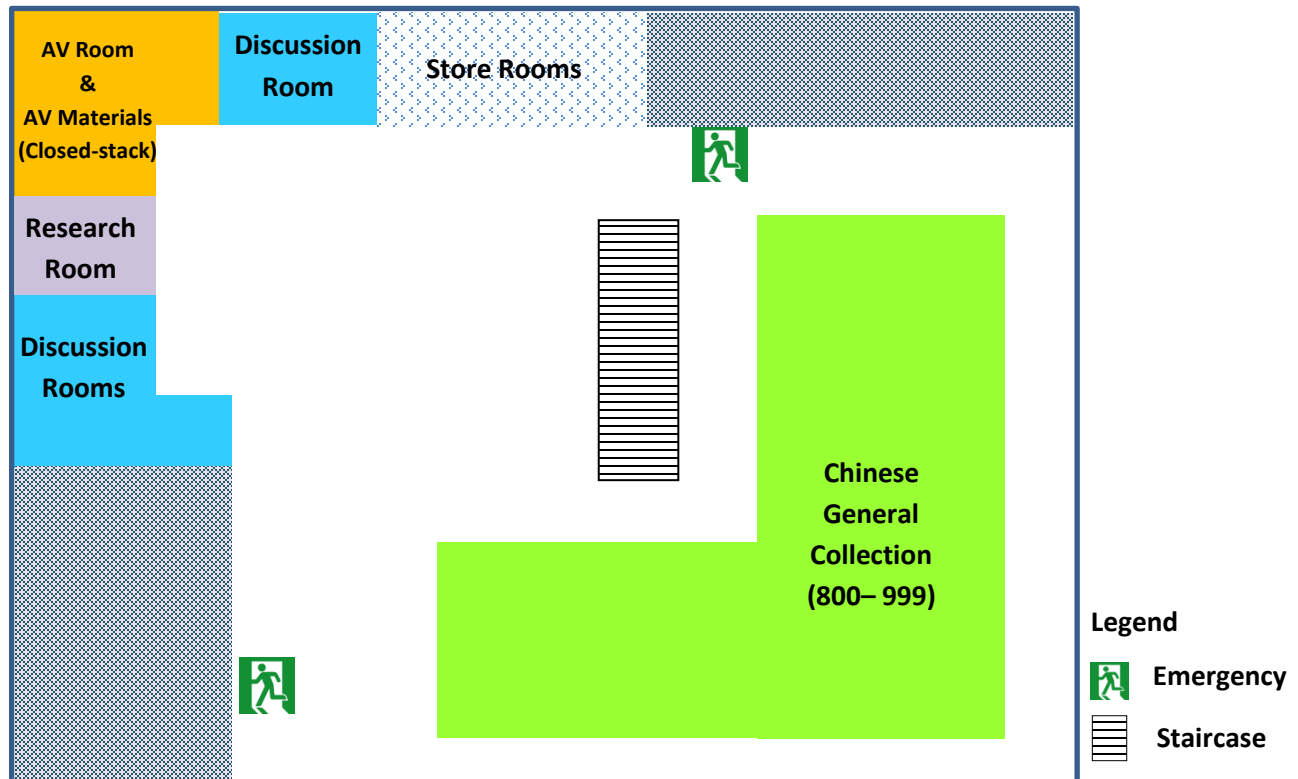 AV Room
&
AV Materials
(Closed-stack)
Discussion
Room
Store Rooms
Research
Room
Discussion
Rooms
Chinese
General
Collection
(800– 999)
Legend
Emergency
Staircase